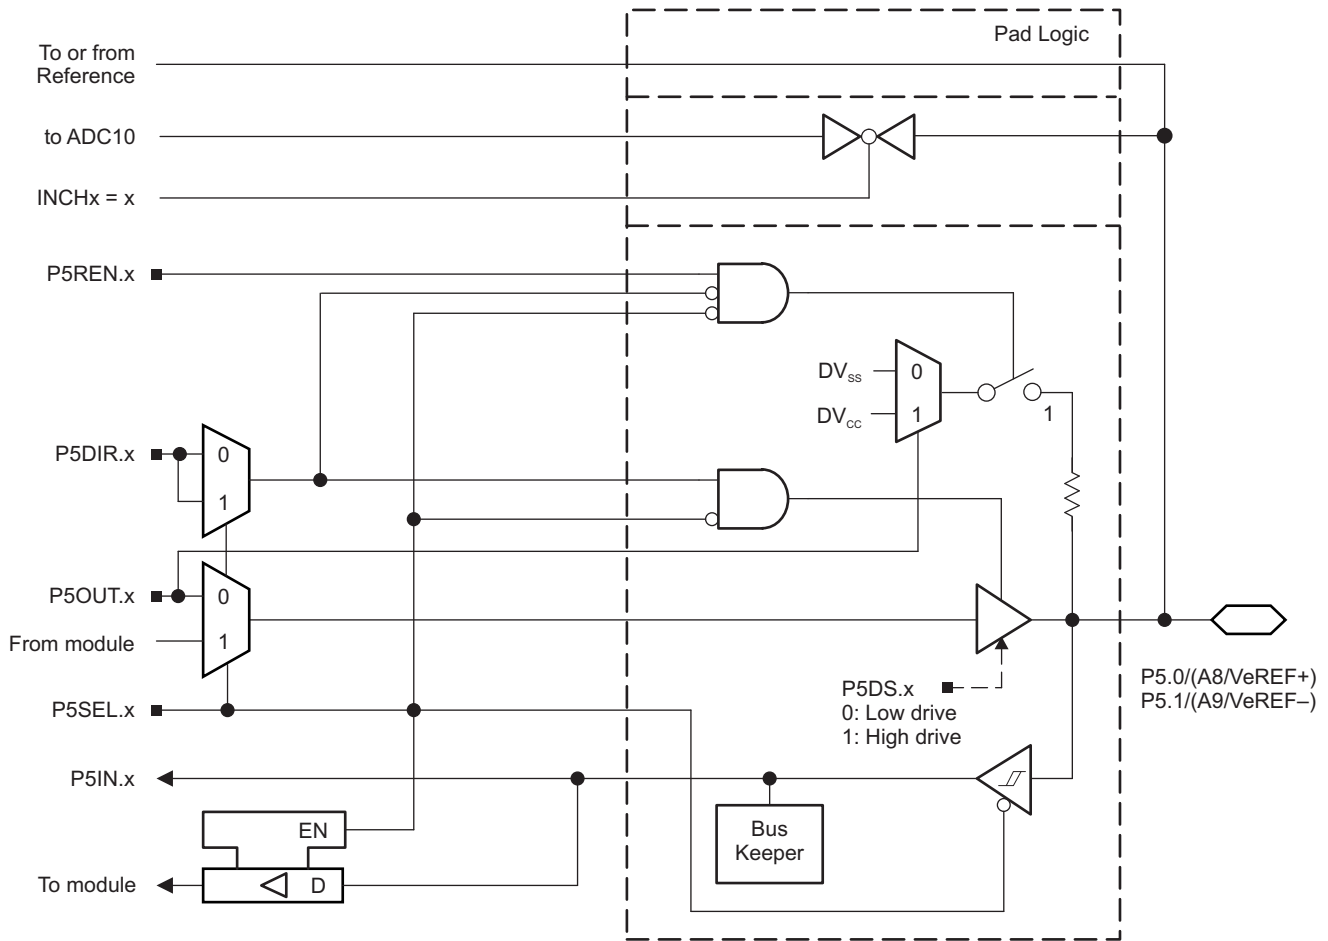 Pad Logic
To or from
Reference
to ADC10
INCHx = x
P5REN.x
DVSS
0
DVCC
1
1
P5DIR.x
0
1
P5OUT.x
0
From module
1
P5DS.x
0: Low drive
1: High drive
P5.0/(A8/VeREF+)
P5.1/(A9/VeREF–)
P5SEL.x
P5IN.x
EN
Bus
Keeper
To module
D